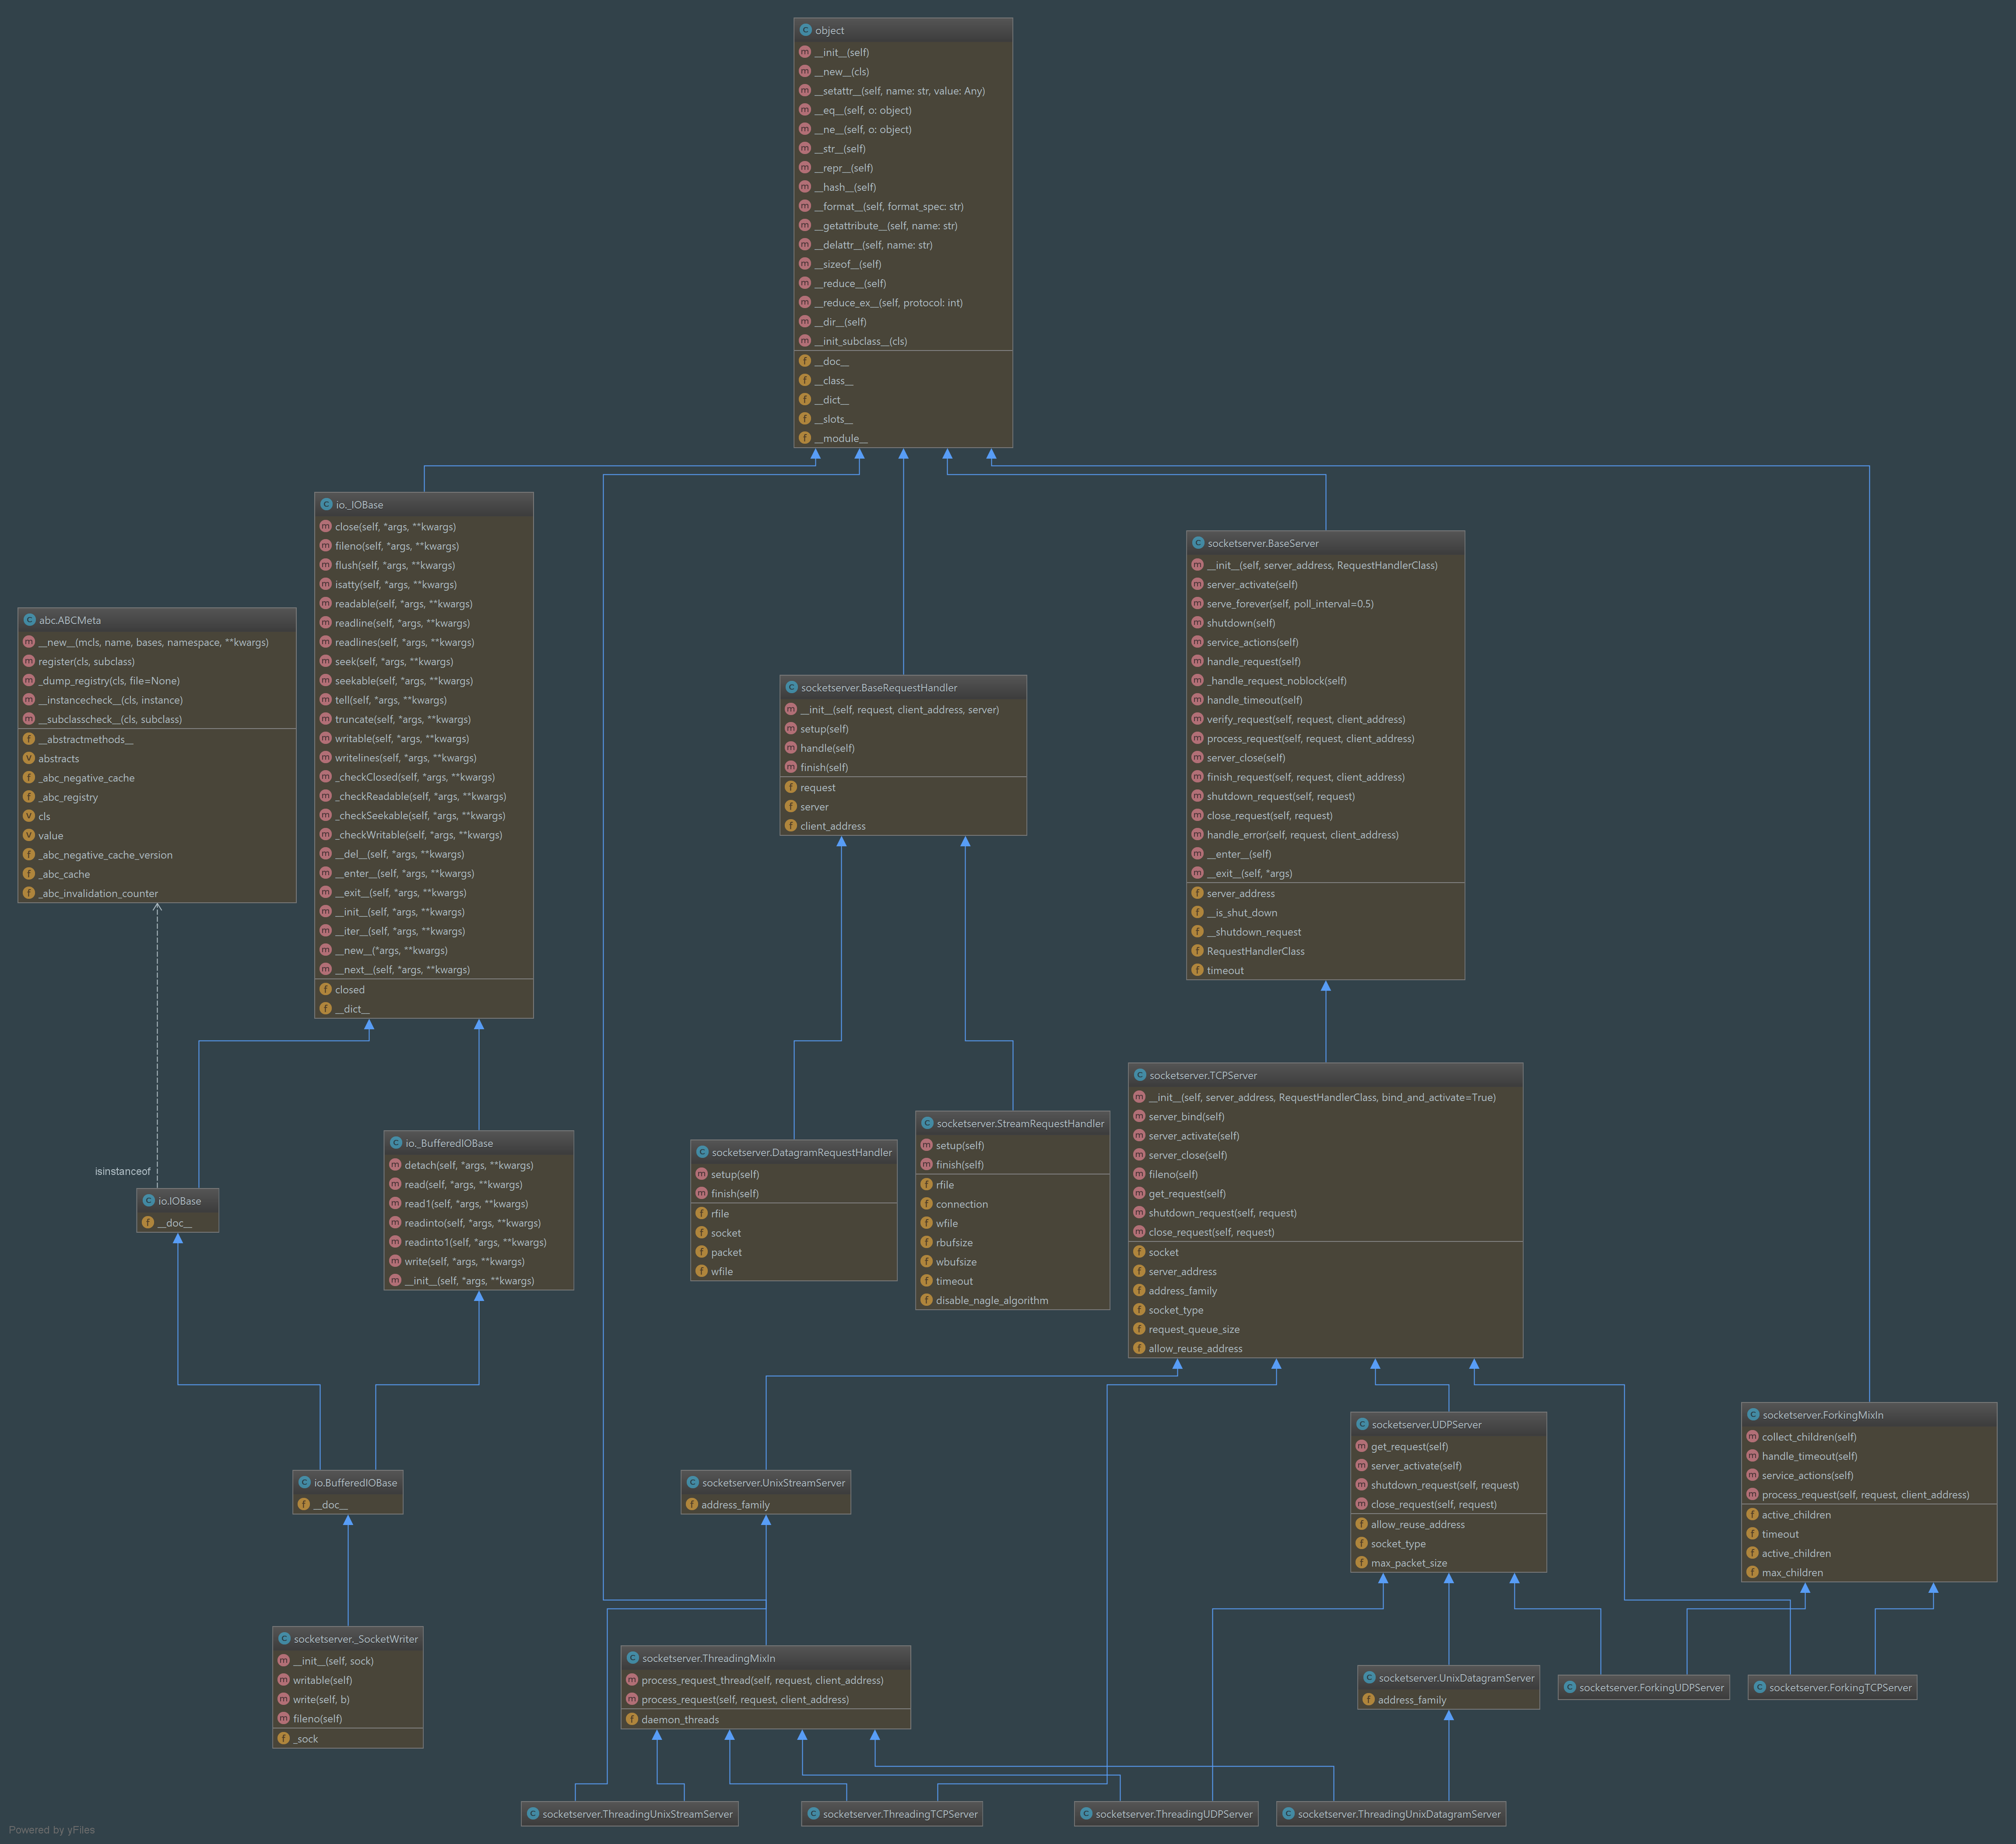 object
__init__(self)
__new__(cls)
__setattr__(self, name: str, value: Any)
__eq__(self, o: object)
__ne__(self, o: object)
__str__(self)
__repr__(self)
__hash__(self)
__format__(self, format_spec: str)
__getattribute__(self, name: str)
__delattr__(self, name: str)
__sizeof__(self)
__reduce__(self)
__reduce_ex__(self, protocol: int)
__dir__(self)
__init_subclass__(cls)
__doc__
__class__
__dict__
__slots__
__module__
io._IOBase
close(self, *args, **kwargs)
fileno(self, *args, **kwargs)
flush(self, *args, **kwargs)
isatty(self, *args, **kwargs)
readable(self, *args, **kwargs)
readline(self, *args, **kwargs)
readlines(self, *args, **kwargs)
seek(self, *args, **kwargs)
seekable(self, *args, **kwargs)
tell(self, *args, **kwargs)
truncate(self, *args, **kwargs)
writable(self, *args, **kwargs)
writelines(self, *args, **kwargs)
_checkClosed(self, *args, **kwargs)
_checkReadable(self, *args, **kwargs)
_checkSeekable(self, *args, **kwargs)
_checkWritable(self, *args, **kwargs)
__del__(self, *args, **kwargs)
__enter__(self, *args, **kwargs)
__exit__(self, *args, **kwargs)
__init__(self, *args, **kwargs)
__iter__(self, *args, **kwargs)
__new__(*args, **kwargs)
__next__(self, *args, **kwargs)
closed
__dict__
socketserver.BaseServer
__init__(self, server_address, RequestHandlerClass)
server_activate(self)
serve_forever(self, poll_interval=0.5)
shutdown(self)
service_actions(self)
handle_request(self)
_handle_request_noblock(self)
handle_timeout(self)
verify_request(self, request, client_address)
process_request(self, request, client_address)
server_close(self)
finish_request(self, request, client_address)
shutdown_request(self, request)
close_request(self, request)
handle_error(self, request, client_address)
__enter__(self)
__exit__(self, *args)
server_address
__is_shut_down
__shutdown_request
RequestHandlerClass
timeout
abc.ABCMeta
__new__(mcls, name, bases, namespace, **kwargs)
register(cls, subclass)
_dump_registry(cls, file=None)
__instancecheck__(cls, instance)
__subclasscheck__(cls, subclass)
__abstractmethods__
abstracts
_abc_negative_cache
_abc_registry
cls
value
_abc_negative_cache_version
_abc_cache
_abc_invalidation_counter
socketserver.BaseRequestHandler
__init__(self, request, client_address, server)
setup(self)
handle(self)
finish(self)
request
server
client_address
socketserver.TCPServer
__init__(self, server_address, RequestHandlerClass, bind_and_activate=True)
server_bind(self)
server_activate(self)
server_close(self)
fileno(self)
get_request(self)
shutdown_request(self, request)
close_request(self, request)
socket
server_address
address_family
socket_type
request_queue_size
allow_reuse_address
socketserver.StreamRequestHandler
setup(self)
finish(self)
rfile
connection
wfile
rbufsize
wbufsize
timeout
disable_nagle_algorithm
io._BufferedIOBase
detach(self, *args, **kwargs)
read(self, *args, **kwargs)
read1(self, *args, **kwargs)
readinto(self, *args, **kwargs)
readinto1(self, *args, **kwargs)
write(self, *args, **kwargs)
__init__(self, *args, **kwargs)
socketserver.DatagramRequestHandler
setup(self)
finish(self)
rfile
socket
packet
wfile
isinstanceof
io.IOBase
__doc__
socketserver.ForkingMixIn
collect_children(self)
handle_timeout(self)
service_actions(self)
process_request(self, request, client_address)
active_children
timeout
active_children
max_children
socketserver.UDPServer
get_request(self)
server_activate(self)
shutdown_request(self, request)
close_request(self, request)
allow_reuse_address
socket_type
max_packet_size
io.BufferedIOBase
__doc__
socketserver.UnixStreamServer
address_family
socketserver._SocketWriter
__init__(self, sock)
writable(self)
write(self, b)
fileno(self)
_sock
socketserver.ThreadingMixIn
process_request_thread(self, request, client_address)
process_request(self, request, client_address)
daemon_threads
socketserver.UnixDatagramServer
address_family
socketserver.ForkingUDPServer
socketserver.ForkingTCPServer
socketserver.ThreadingUnixStreamServer
socketserver.ThreadingTCPServer
socketserver.ThreadingUDPServer
socketserver.ThreadingUnixDatagramServer
Powered by yFiles